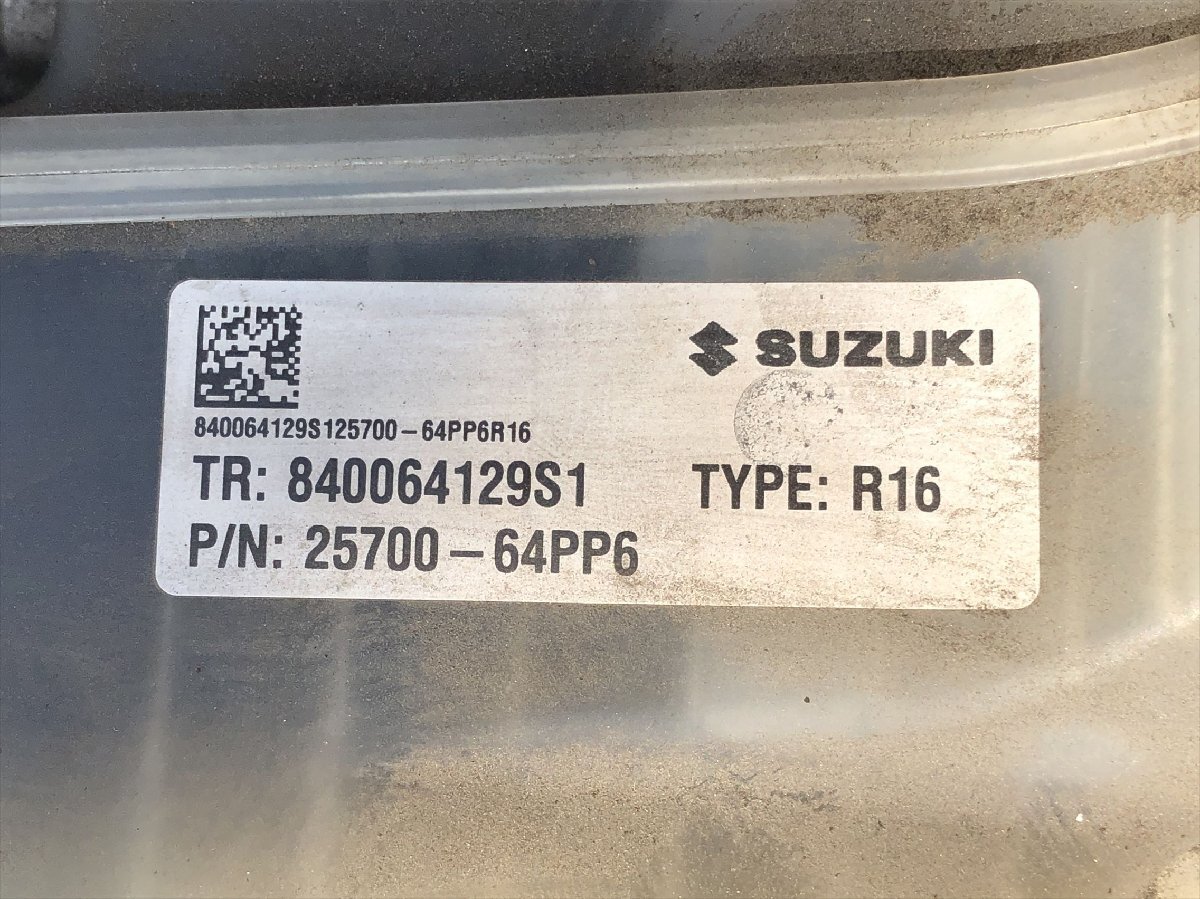 SUZUKI
840064129S125700-64PP6R16
TR: 840064129S1 TYPE: R16
P/N: 25700-64PP6